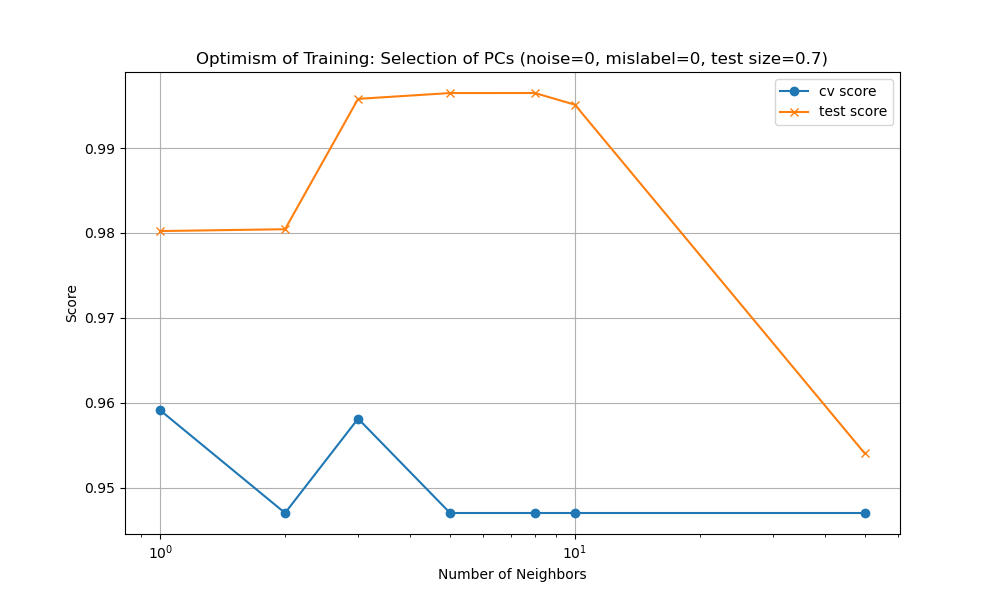 Optimism of Training: Selection of PCs (noise=0, mislabel=0, test size=0.7)
cv score
test score
0.99
0.98
0.97
0.96
0.95
Score
10⁰
10¹
Number of Neighbors